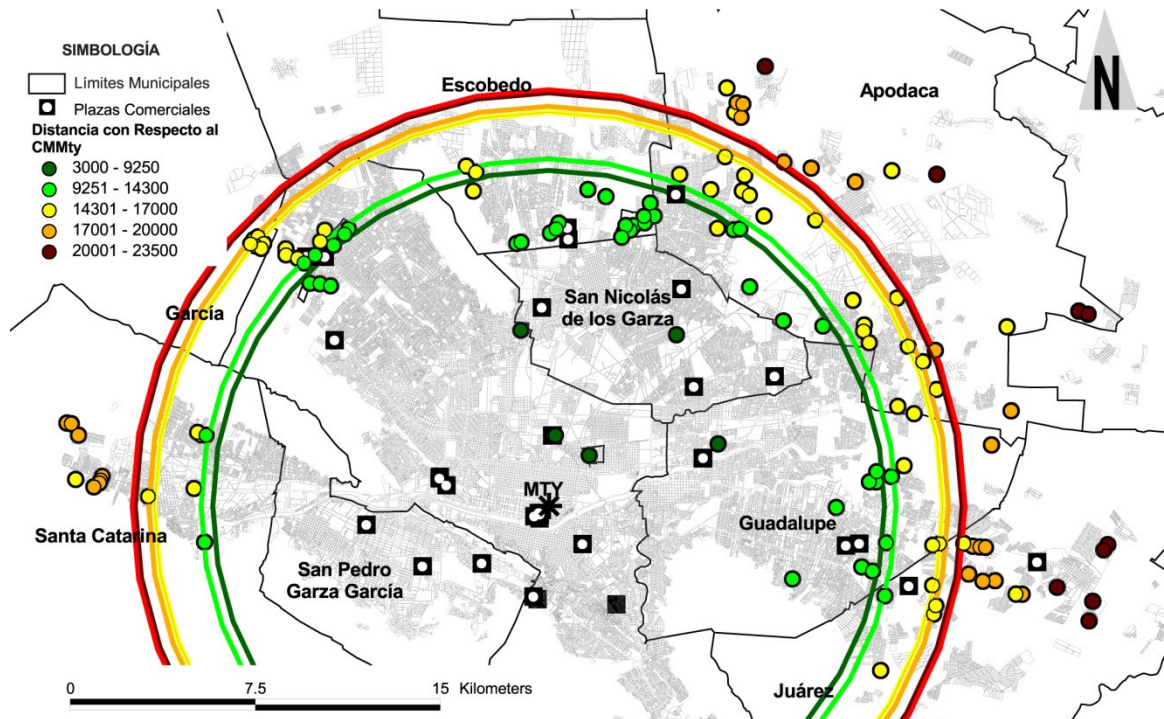 SIMBOLOGÍA
Límites Municipales
Plazas Comerciales
Distancia con Respecto al
CMMty
3000 - 9250
9251 - 14300
14301 - 17000
17001 - 20000
20001 - 23500
Escobedo
Apodaca
N
San Nicolás
de los Garza
García
MTY
Santa Catarina
Guadalupe
San Pedro
Garza García
Juárez
0
7.5
15
Kilometers